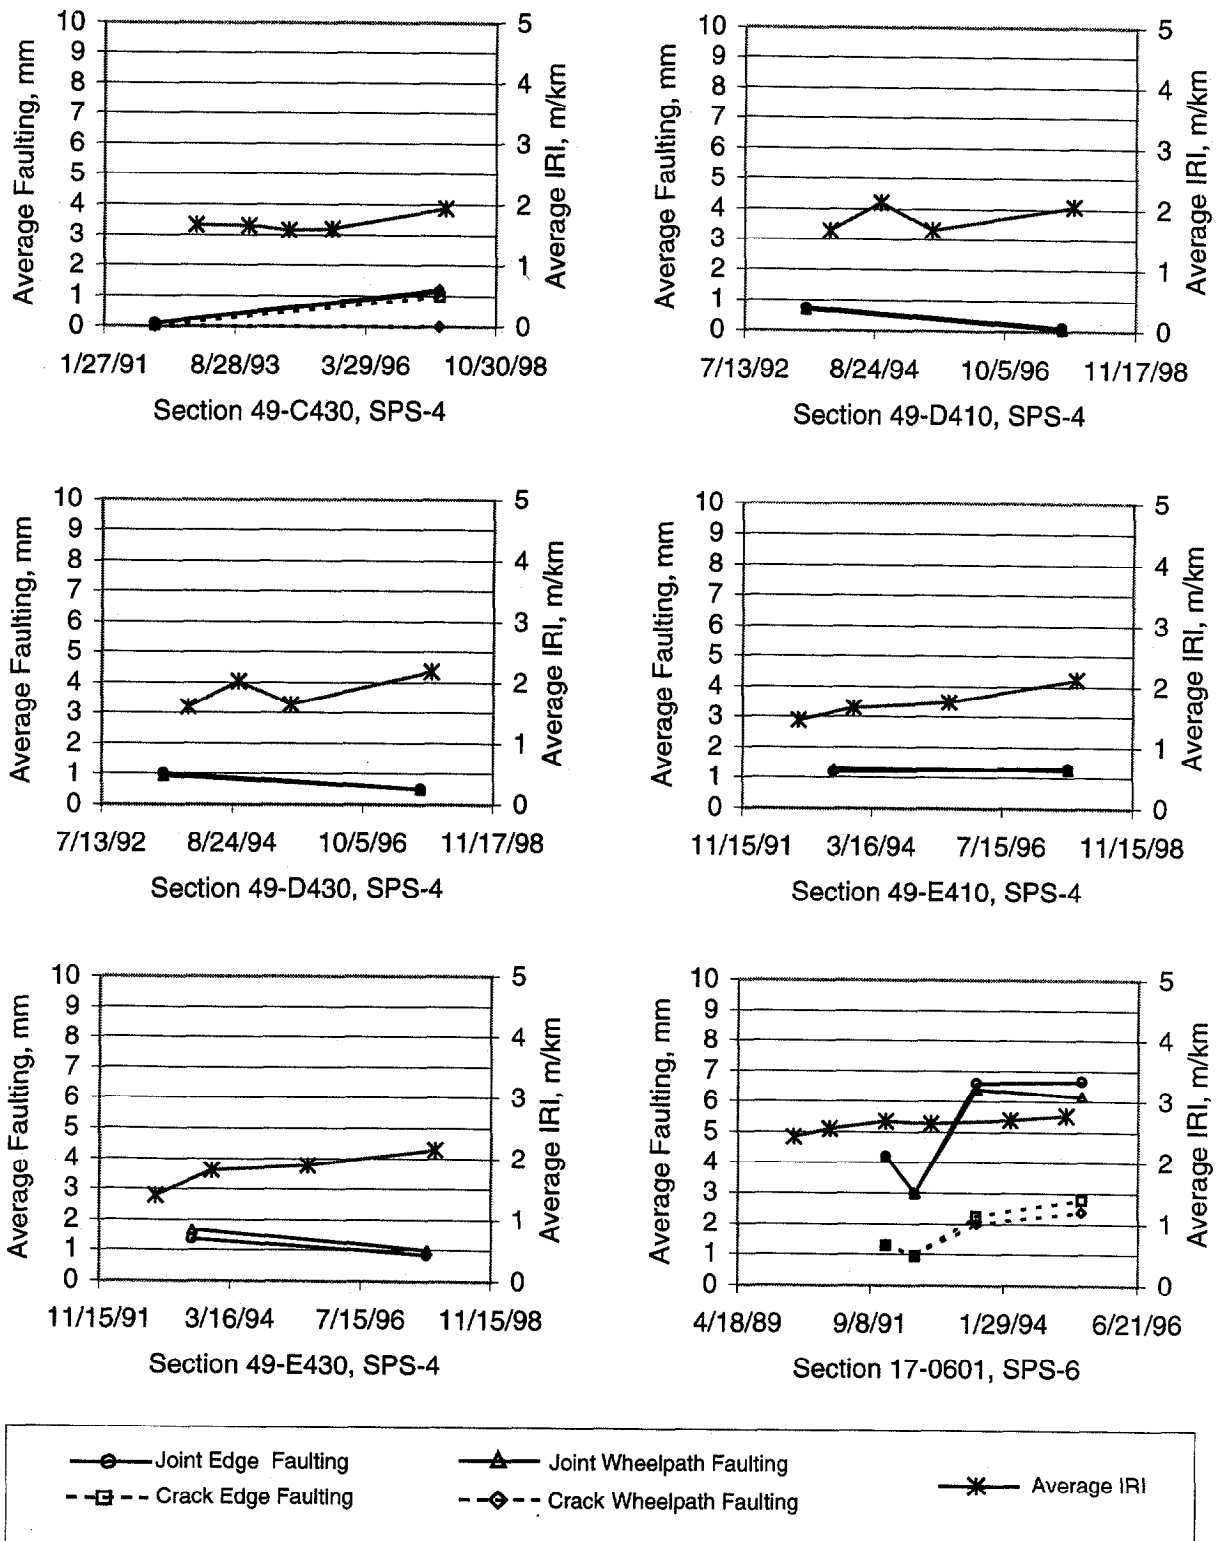 10 9 8 7 6 5 4 3 2 1 0
Average Faulting, mm
5 4 3 2 1 0
Average IRI, m/km
1/27/91 8/28/93 3/29/96 10/30/98
Section 49-C430, SPS-4
10 9 8 7 6 5 4 3 2 1 0
Average Faulting, mm
5 4 3 2 1 0
Average IRI, m/km
7/13/92 8/24/94 10/5/96 11/17/98
Section 49-D410, SPS-4
10 9 8 7 6 5 4 3 2 1 0
Average Faulting, mm
5 4 3 2 1 0
Average IRI, m/km
7/13/92 8/24/94 10/5/96 11/17/98
Section 49-D430, SPS-4
10 9 8 7 6 5 4 3 2 1 0
Average Faulting, mm
5 4 3 2 1 0
Average IRI, m/km
11/15/91 3/16/94 7/15/96 11/15/98
Section 49-E410, SPS-4
10 9 8 7 6 5 4 3 2 1 0
Average Faulting, mm
5 4 3 2 1 0
Average IRI, m/km
11/15/91 3/16/94 7/15/96 11/15/98
Section 49-E430, SPS-4
10 9 8 7 6 5 4 3 2 1 0
Average Faulting, mm
5 4 3 2 1 0
Average IRI, m/km
4/18/89 9/8/91 1/29/94 6/21/96
Section 17-0601, SPS-6
Joint Edge Faulting
Joint Wheelpath Faulting
Average IRI
Crack Edge Faulting
Crack Wheelpath Faulting